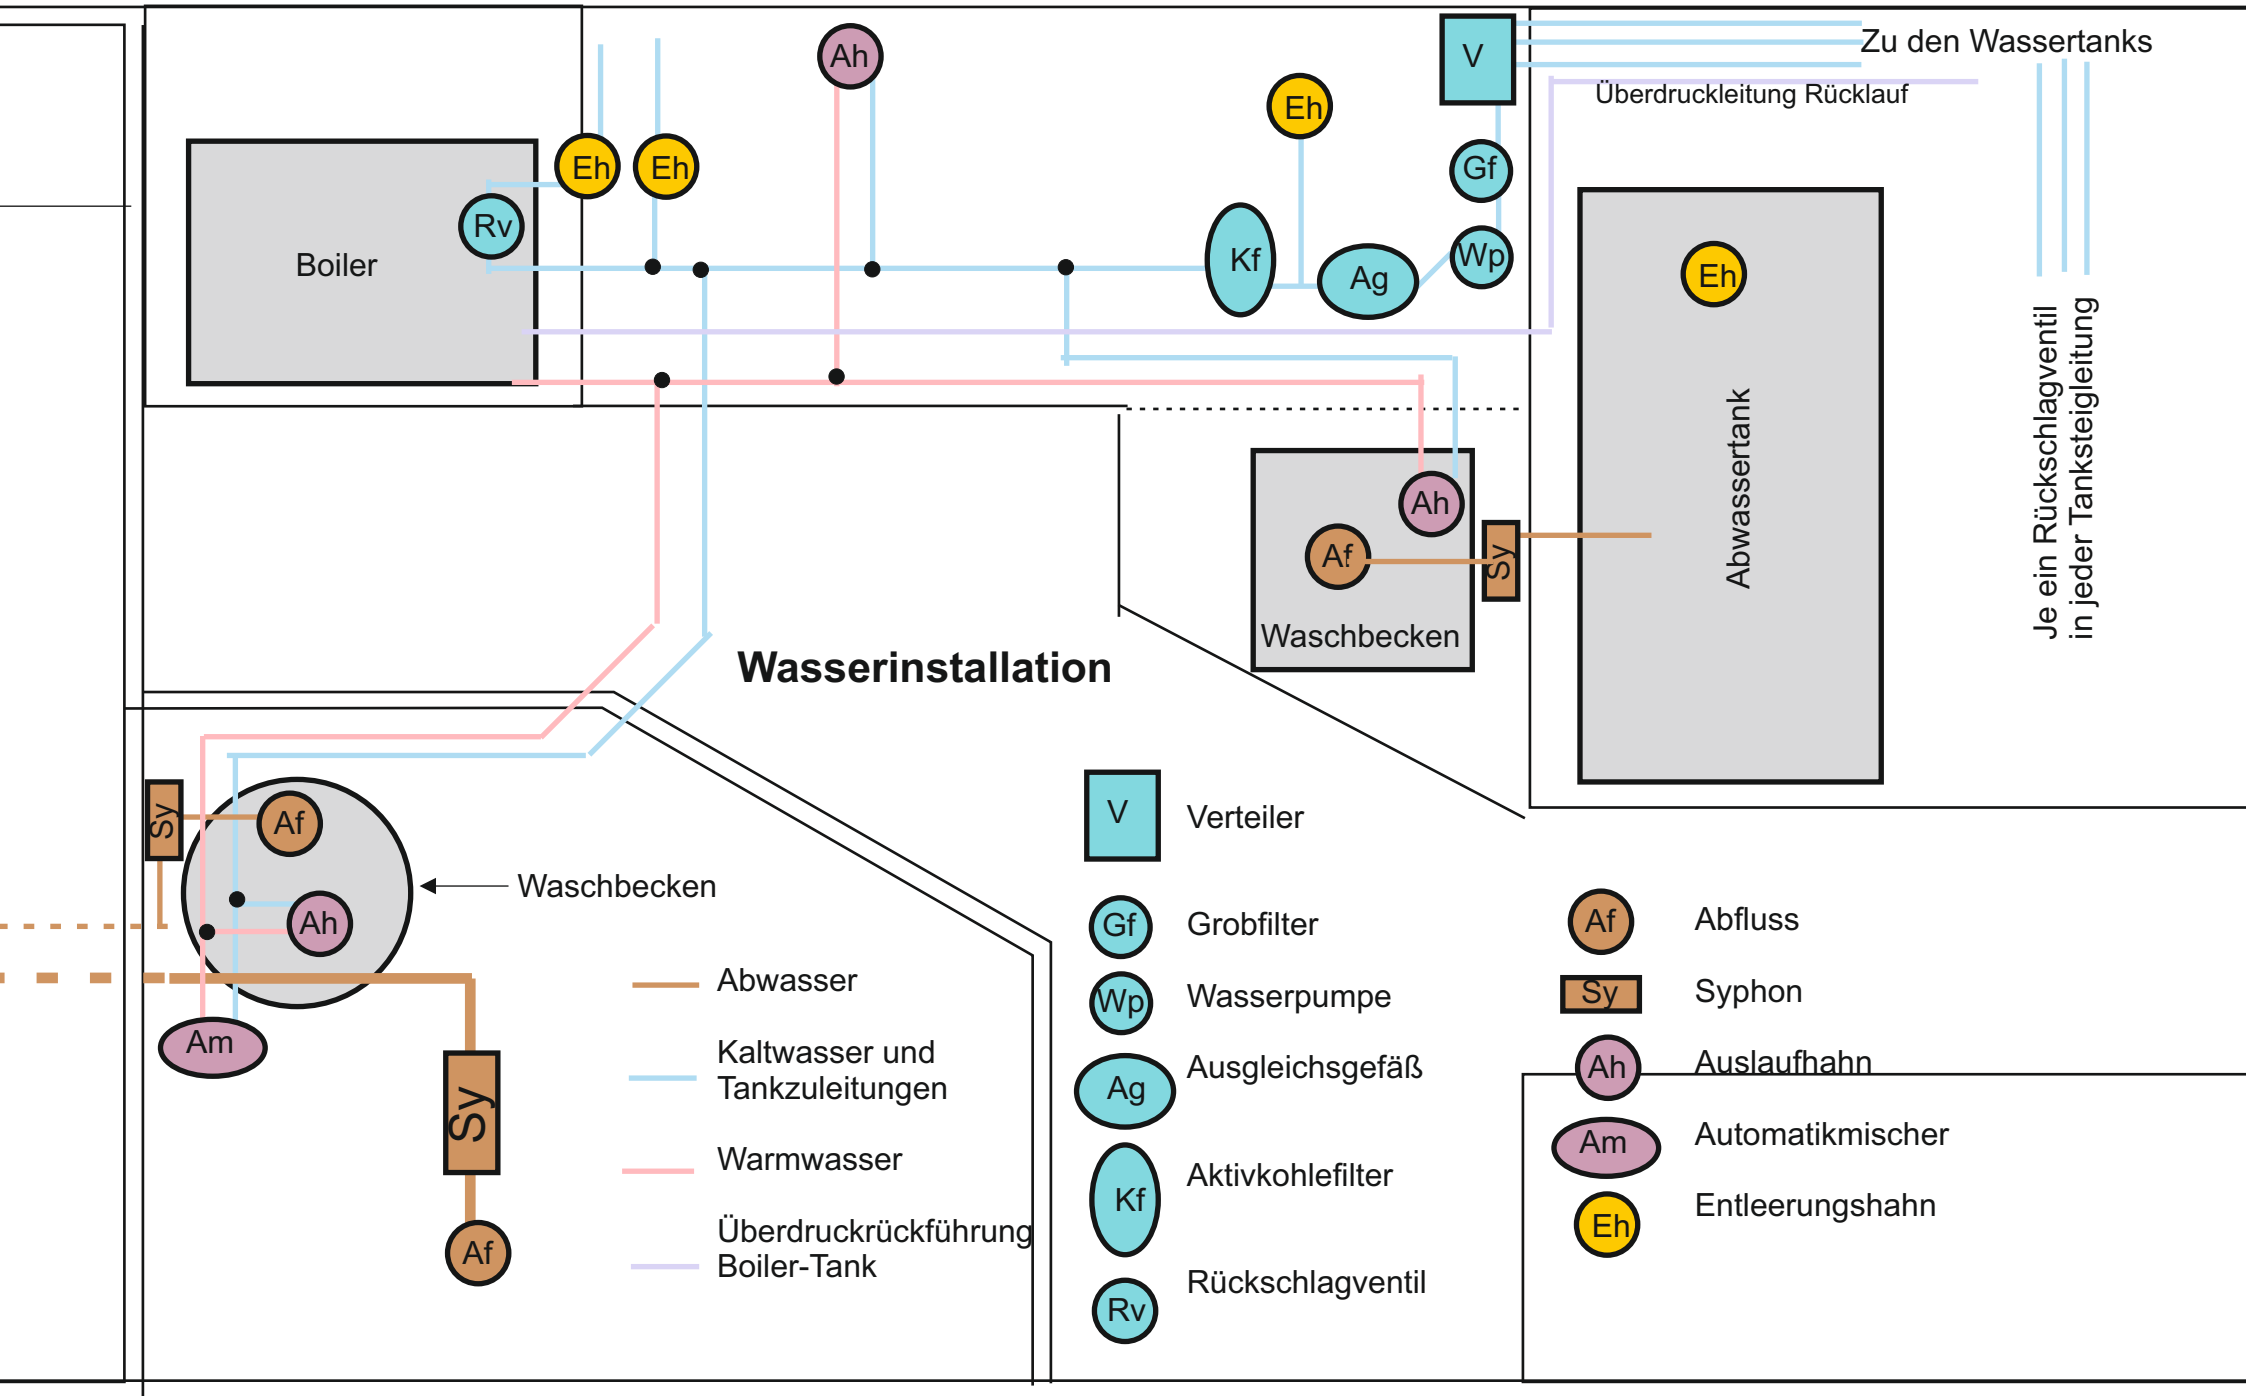 Ah
V
Zu den Wassertanks
Überdruckleitung Rücklauf
Eh
Eh
Eh
Gf
Rv
Boiler
Kf
Ag
Wp
Eh
Je ein Rückschlagventil
in jeder Tanksteigleitung
Abwassertank
Ah
Af
Sy
Waschbecken
Wasserinstallation
Sy
Af
Waschbecken
Ah
Am
Sy
Af
Abwasser
Kaltwasser und
Tankzuleitungen
Warmwasser
Überdruckrückführung
Boiler-Tank
V Verteiler
Gf Grobfilter
Wp Wasserpumpe
Ag Ausgleichsgefäß
Kf Aktivkohlefilter
Rv Rückschlagventil
Af Abfluss
Sy Syphon
Ah Auslaufhahn
Am Automatikmischer
Eh Entleerungshahn